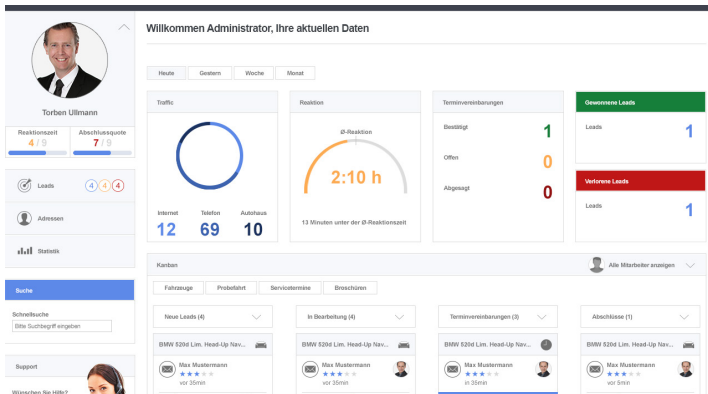 Willkommen Administrator, Ihre aktuellen Daten
Torben Ullmann
Reaktionszeit
4 / 9
Abschlussquote
7 / 9
Leads
4 4 4
Adressen
Statistik
Suche
Schnellsuche
Bitte Suchbegriff eingeben
Support
Wünschen Sie Hilfe?
Heute Gestern Woche Monat
Traffic
Internet Telefon Autohaus
12 69 10
Reaktion
Ø-Reaktion
2:10 h
13 Minuten unter der Ø-Reaktionszeit
Terminvereinbarungen
Bestätigt 1
Offen 0
Abgesagt 0
Gewonnene Leads
Leads 1
Verlorene Leads
Leads 1
Kanban
Alle Mitarbeiter anzeigen
Fahrzeuge Probefahrt Servicetermine Broschüren
Neue Leads (4)
BMW 520d Lim. Head-Up Nav...
Max Mustermann
vor 35min
In Bearbeitung (4)
BMW 520d Lim. Head-Up Nav...
Max Mustermann
vor 35min
Terminvereinbarungen (3)
BMW 520d Lim. Head-Up Nav...
Max Mustermann
in 35min
Abschlüsse (1)
BMW 520d Lim. Head-Up Nav...
Max Mustermann
vor 5min